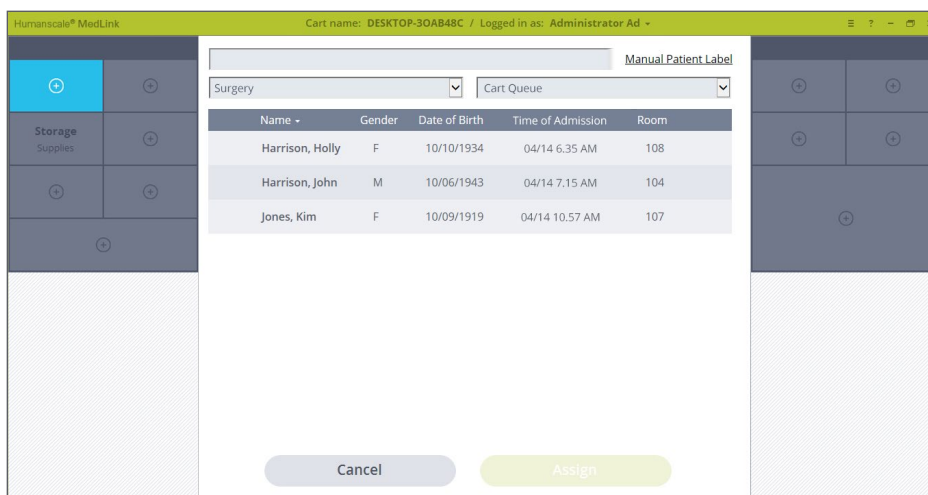 Humanscale® MedLink
Cart name: DESKTOP-3OAB48C / Logged in as: Administrator Ad
Manual Patient Label
Surgery
Cart Queue
Name Gender Date of Birth Time of Admission Room
Harrison, Holly F 10/10/1934 04/14 6.35 AM 108
Harrison, John M 10/06/1943 04/14 7.15 AM 104
Jones, Kim F 10/09/1919 04/14 10.57 AM 107
Storage
Supplies
Cancel
Assign